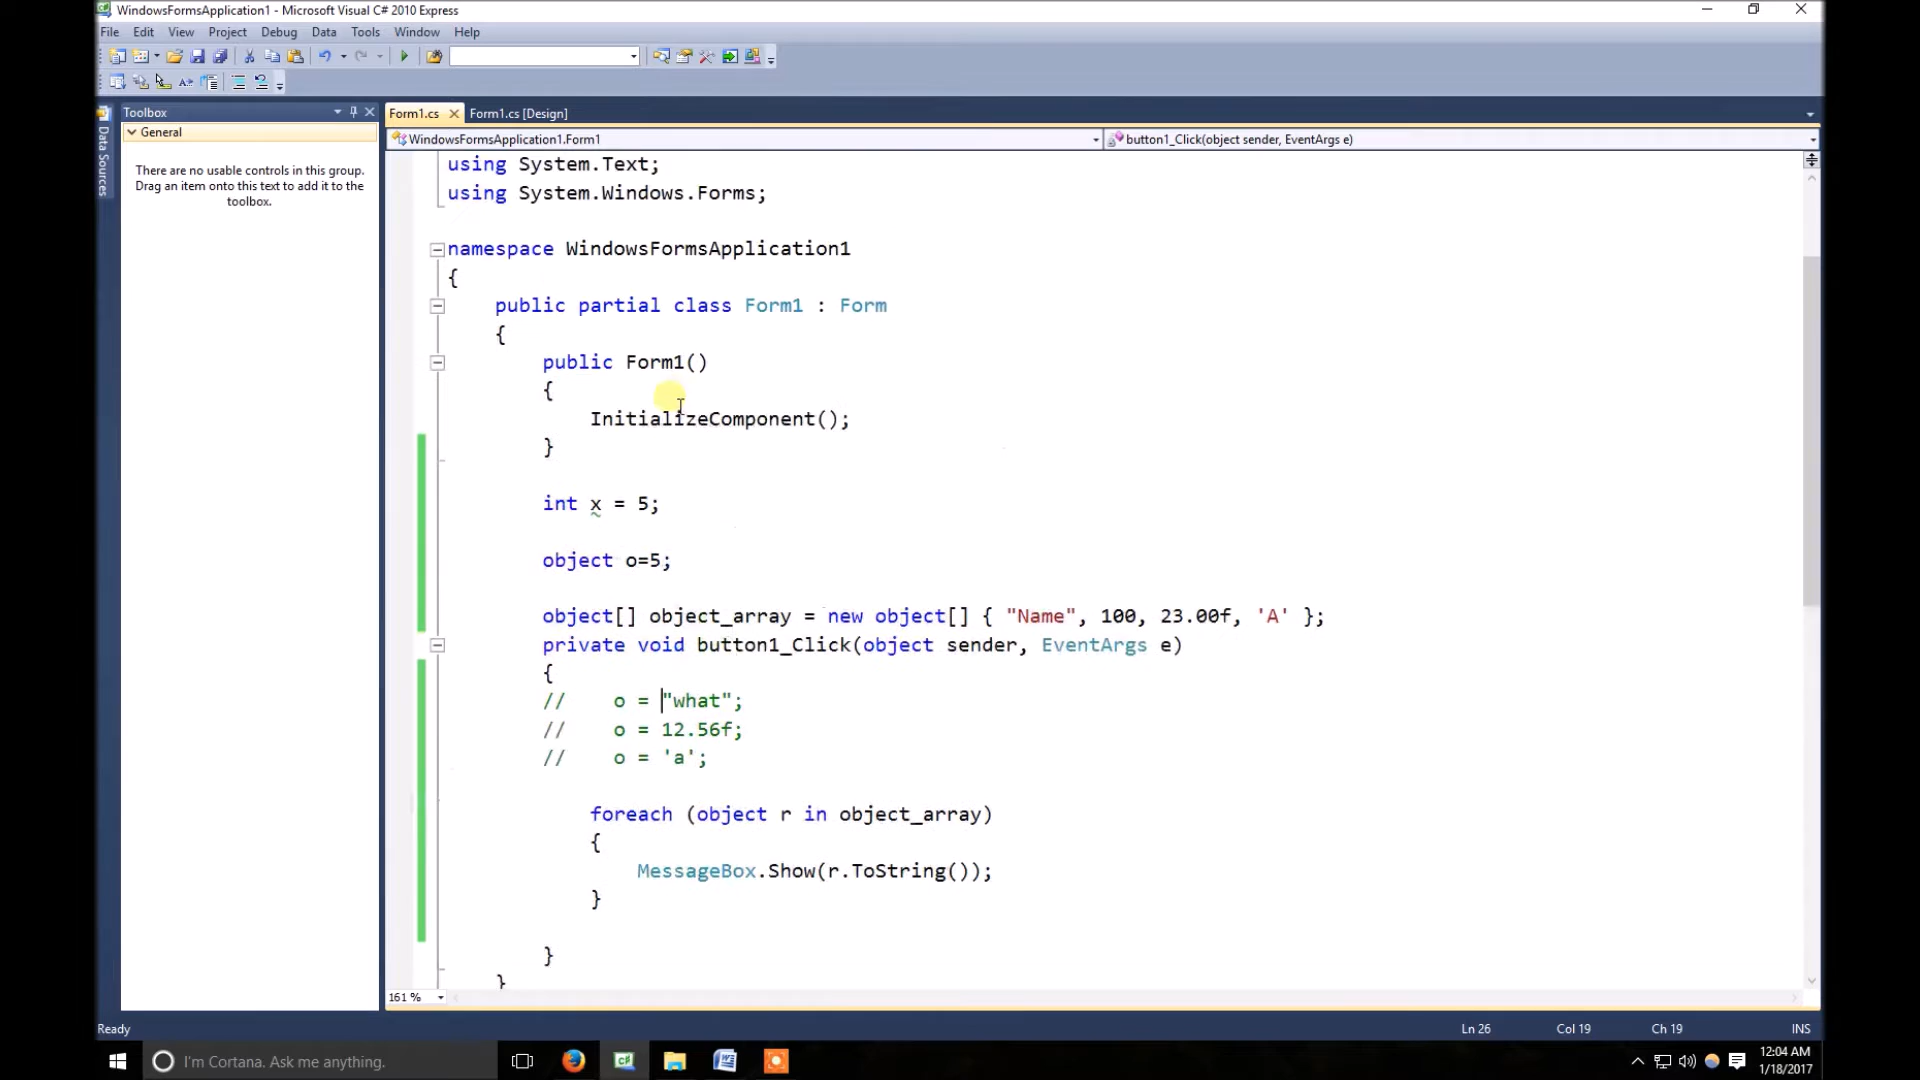 WindowsFormsApplication1 - Microsoft Visual C# 2010 Express
File Edit View Project Debug Data Tools Window Help
Toolbox
Form1.cs Form1.cs [Design]
General
WindowsFormsApplication1.Form1 button1_Click(object sender, EventArgs e)
Data Sources
There are no usable controls in this group.
Drag an item onto this text to add it to the
toolbox.
using System.Text;
using System.Windows.Forms;
namespace WindowsFormsApplication1
{
public partial class Form1 : Form
{
public Form1()
{
InitializeComponent();
}
int x = 5;
object o=5;
object[] object_array = new object[] { "Name", 100, 23.00f, 'A' };
private void button1_Click(object sender, EventArgs e)
{
// o = "what";
// o = 12.56f;
// o = 'a';
foreach (object r in object_array)
{
MessageBox.Show(r.ToString());
}
}
}
161 %
Ready Ln 26 Col 19 Ch 19 INS
I'm Cortana. Ask me anything.
12:04 AM
1/18/2017